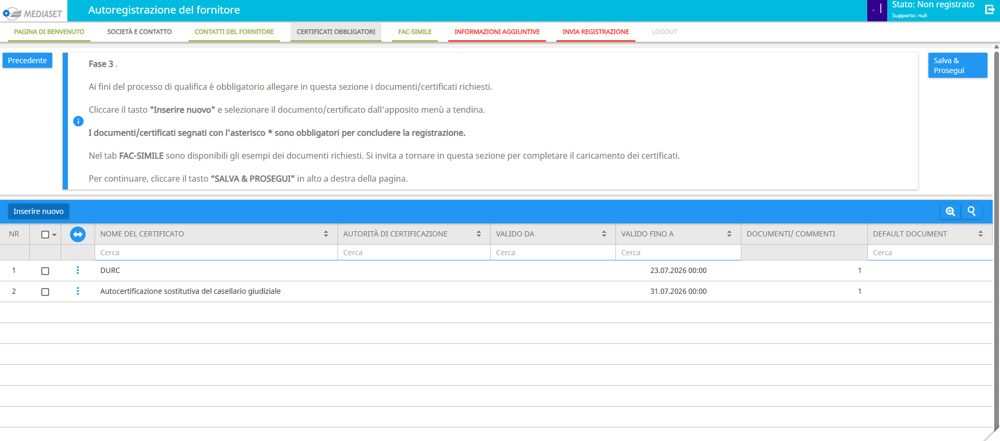 MEDIASET
Autoregistrazione del fornitore
- |
Stato: Non registrato
Supporto: null
PAGINA DI BENVENUTO SOCIETÀ E CONTATTO CONTATTI DEL FORNITORE CERTIFICATI OBBLIGATORI FAC-SIMILE INFORMAZIONI AGGIUNTIVE INVIA REGISTRAZIONE LOGOUT
Precedente
Fase 3 .
Ai fini del processo di qualifica è obbligatorio allegare in questa sezione i documenti/certificati richiesti.
Cliccare il tasto "Inserire nuovo" e selezionare il documento/certificato dall'apposito menù a tendina.
I documenti/certificati segnati con l'asterisco * sono obbligatori per concludere la registrazione.
Nel tab FAC-SIMILE sono disponibili gli esempi dei documenti richiesti. Si invita a tornare in questa sezione per completare il caricamento dei certificati.
Per continuare, cliccare il tasto “SALVA & PROSEGUI” in alto a destra della pagina.
Salva &
Prosegui
Inserire nuovo
NR NOME DEL CERTIFICATO AUTORITÀ DI CERTIFICAZIONE VALIDO DA VALIDO FINO A DOCUMENTI/ COMMENTI DEFAULT DOCUMENT
Cerca Cerca Cerca Cerca Cerca
1 DURC 23.07.2026 00:00 1
2 Autocertificazione sostitutiva del casellario giudiziale 31.07.2026 00:00 1